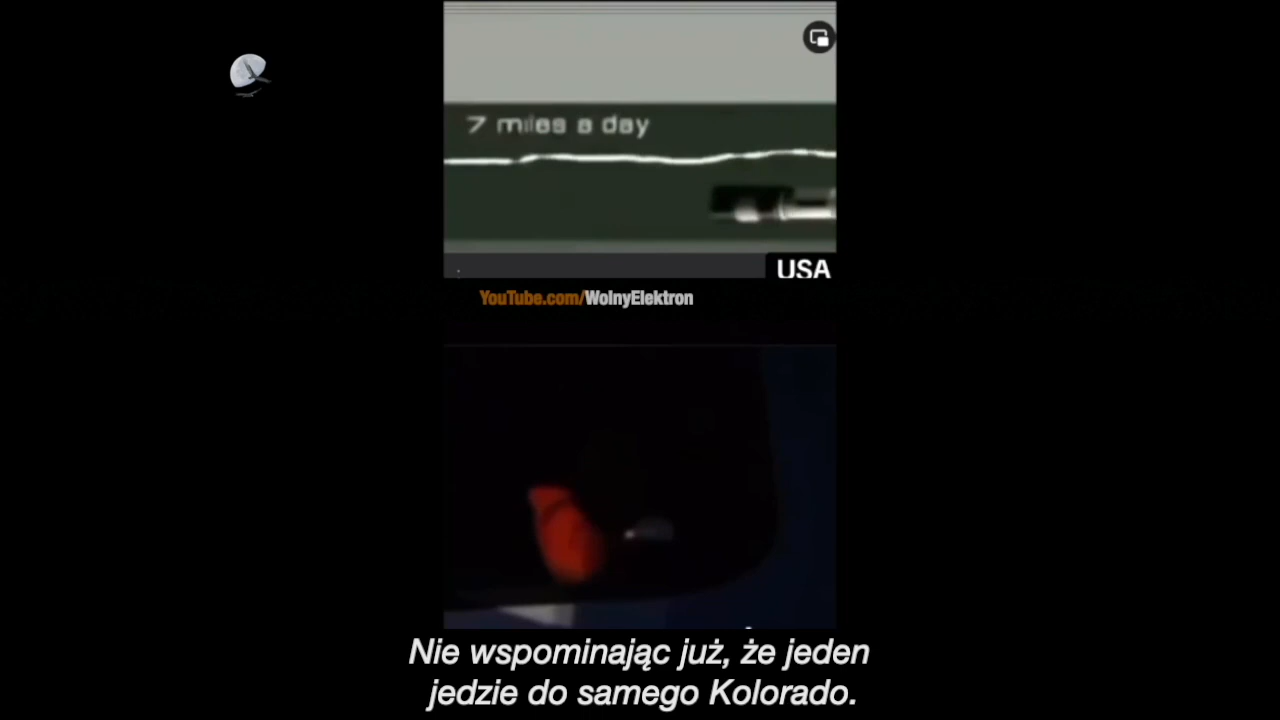 7 miles a day
USA
YouTube.com/WolnyElektron
Nie wspominając już, że jeden
jedzie do samego Kolorado.